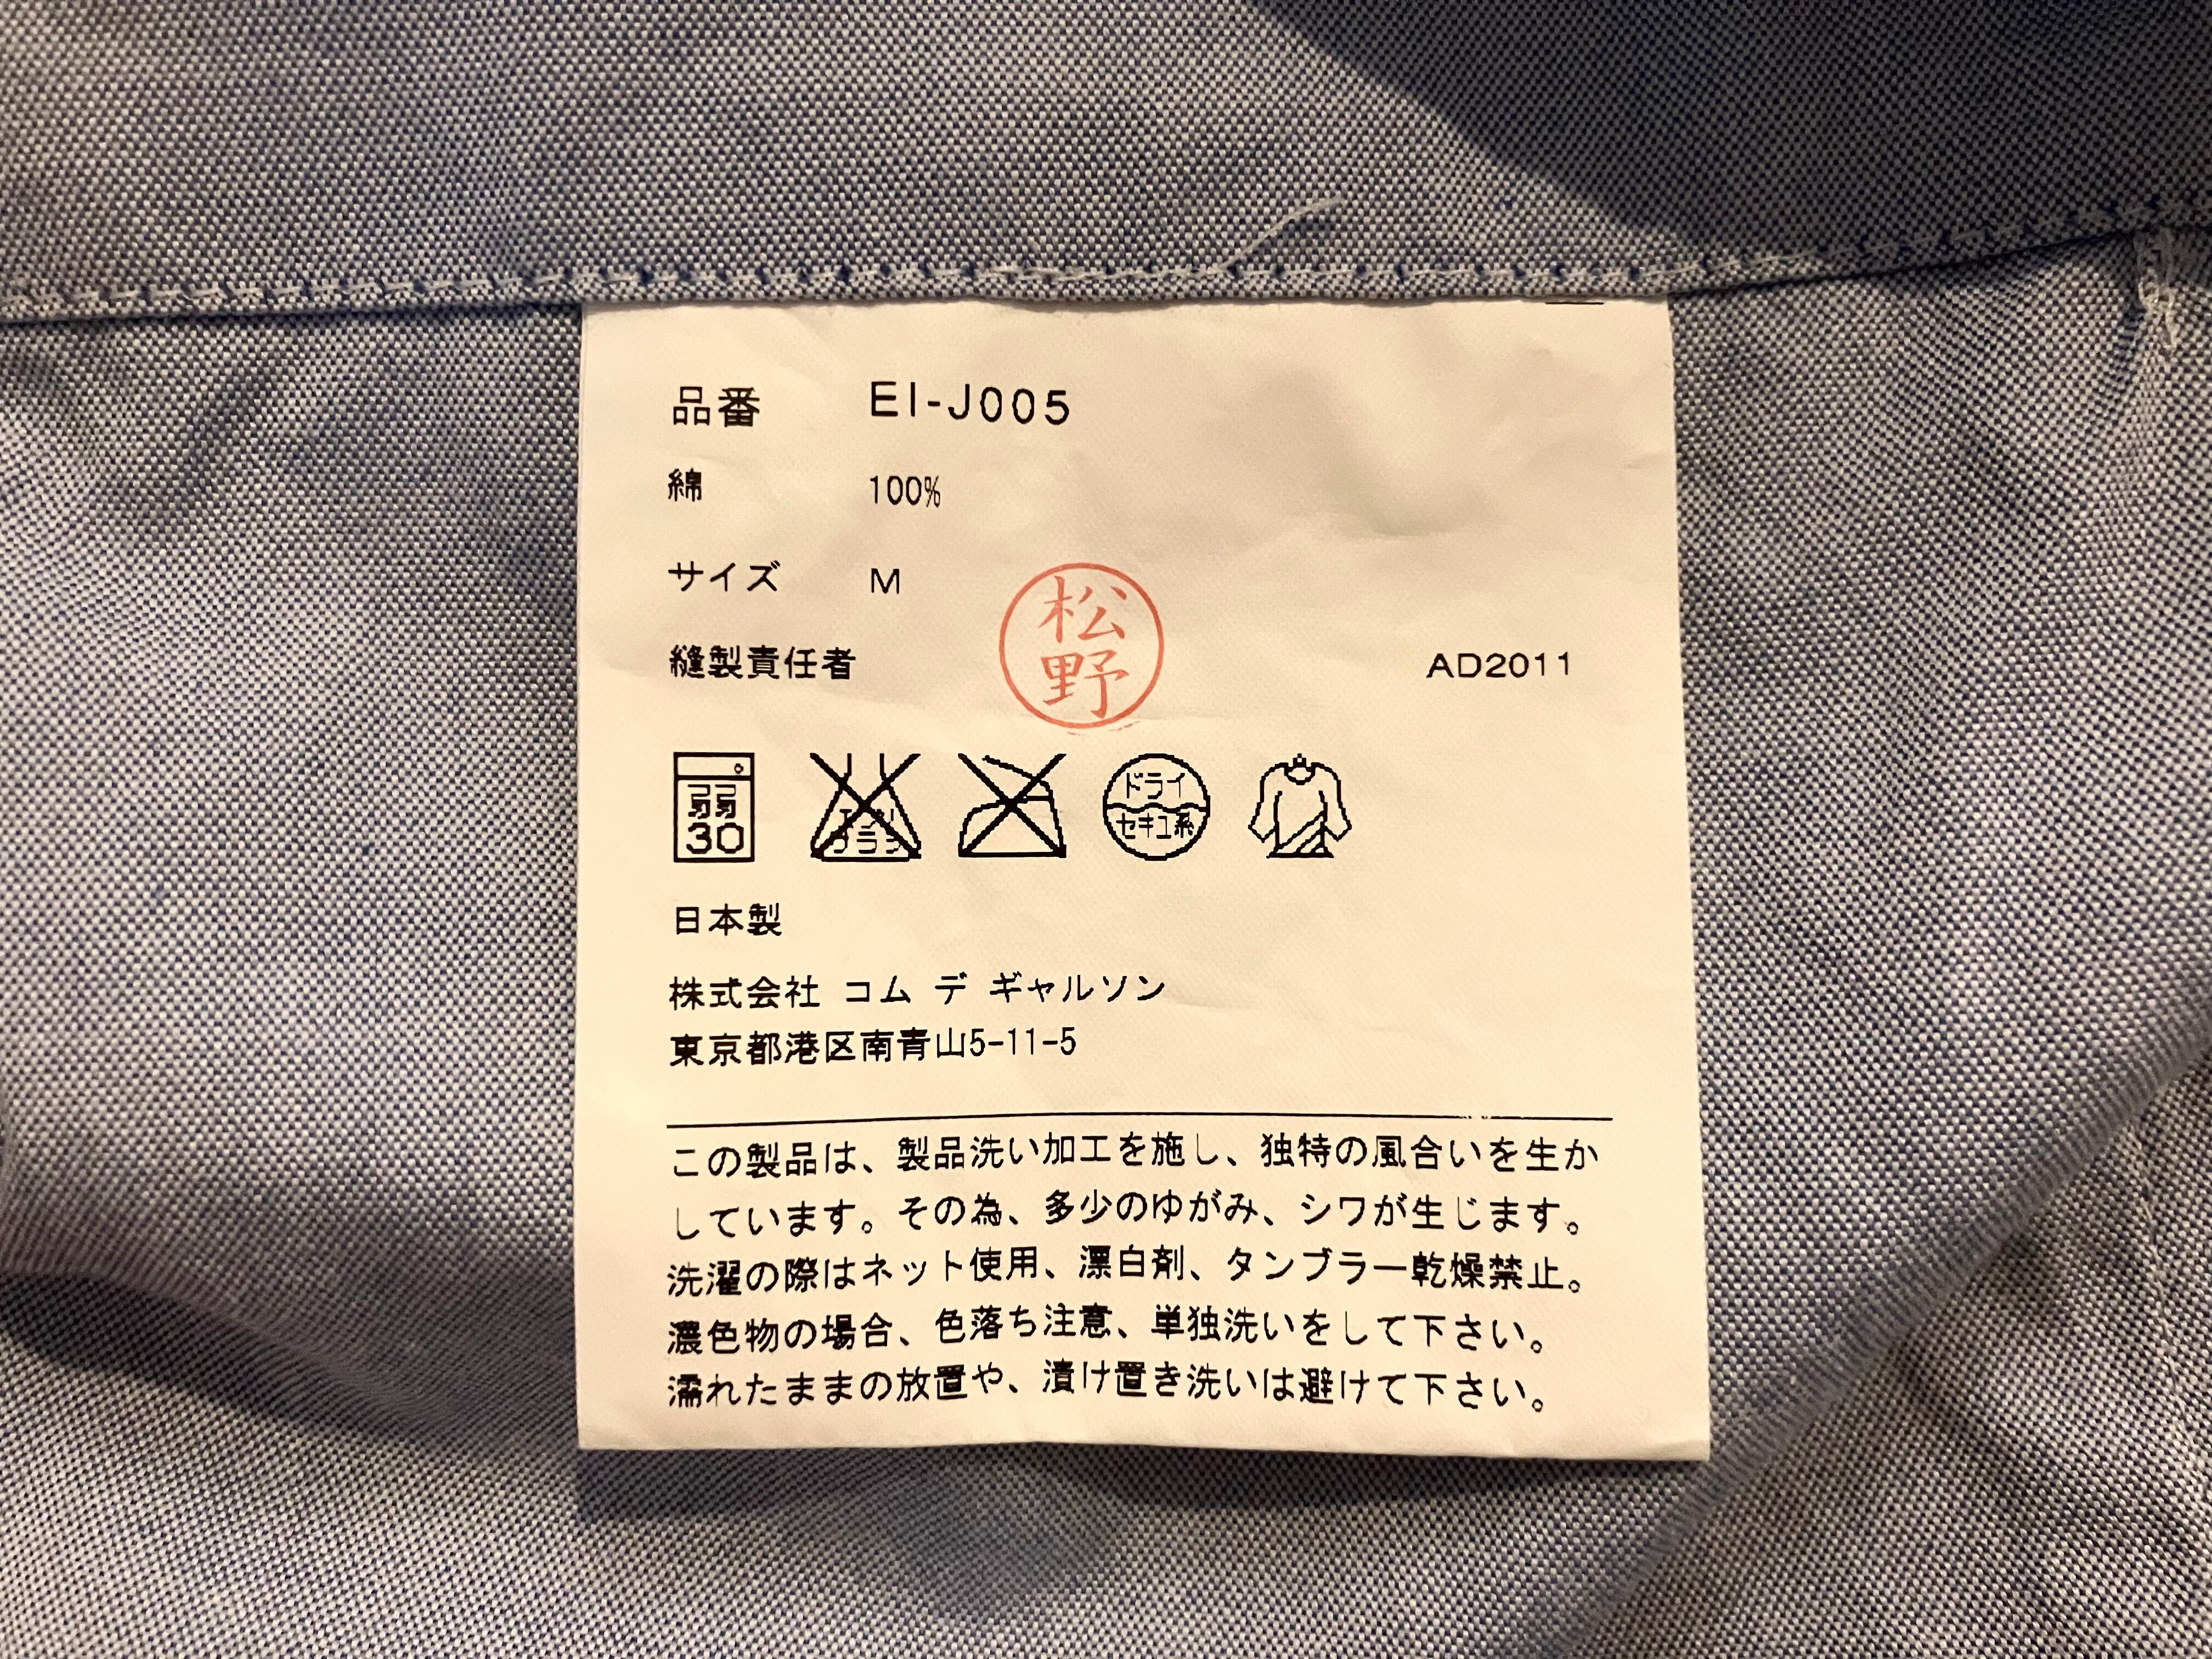 品番 EI-J005
綿 100%
サイズ M
松野
縫製責任者 AD2011
弱 30 エンソ サラシ ドライ セキユ系
日本製
株式会社 コム デ ギャルソン
東京都港区南青山5-11-5
この製品は、製品洗い加工を施し、独特の風合いを生か
しています。その為、多少のゆがみ、シワが生じます。
洗濯の際はネット使用、漂白剤、タンブラー乾燥禁止。
濃色物の場合、色落ち注意、単独洗いをして下さい。
濡れたままの放置や、漬け置き洗いは避けて下さい。